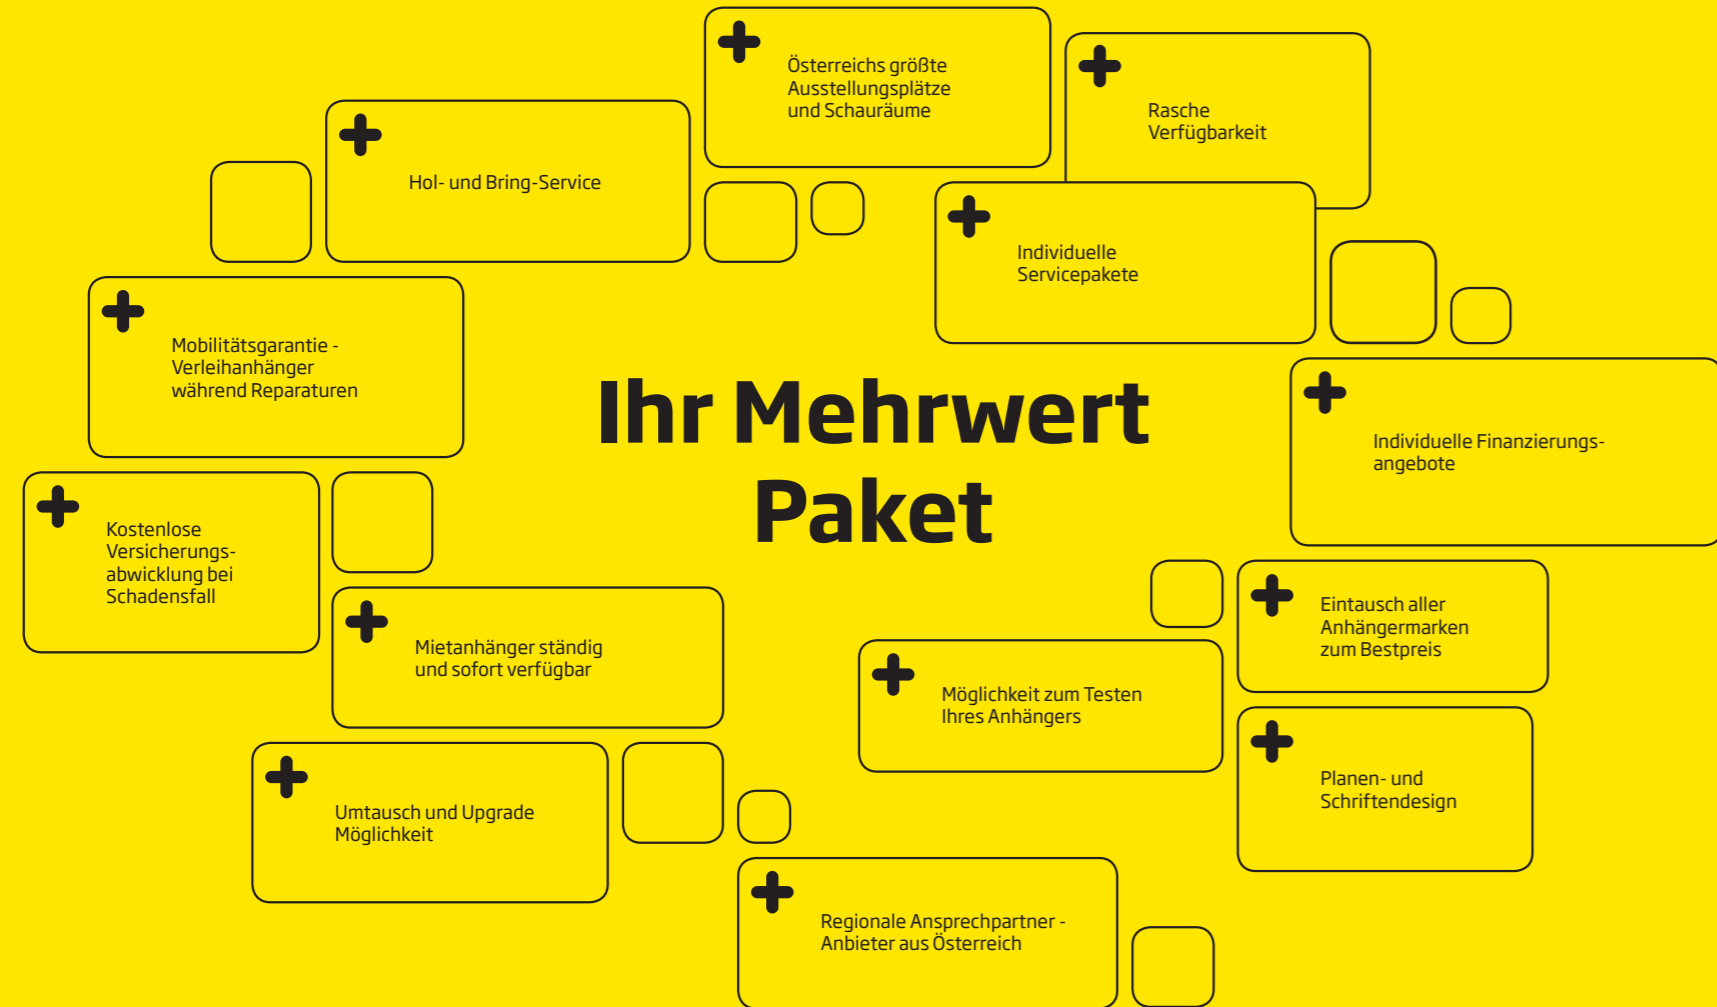 Österreichs größte
Ausstellungsplätze
und Schauräume
Rasche
Verfügbarkeit
Hol- und Bring-Service
Individuelle
Servicepakete
Mobilitätsgarantie -
Verleihanhänger
während Reparaturen
Ihr Mehrwert
Paket
Individuelle Finanzierungs-
angebote
Kostenlose
Versicherungs-
abwicklung bei
Schadensfall
Mietanhänger ständig
und sofort verfügbar
Eintausch aller
Anhängermarken
zum Bestpreis
Möglichkeit zum Testen
Ihres Anhängers
Planen- und
Schriftendesign
Umtausch und Upgrade
Möglichkeit
Regionale Ansprechpartner -
Anbieter aus Österreich